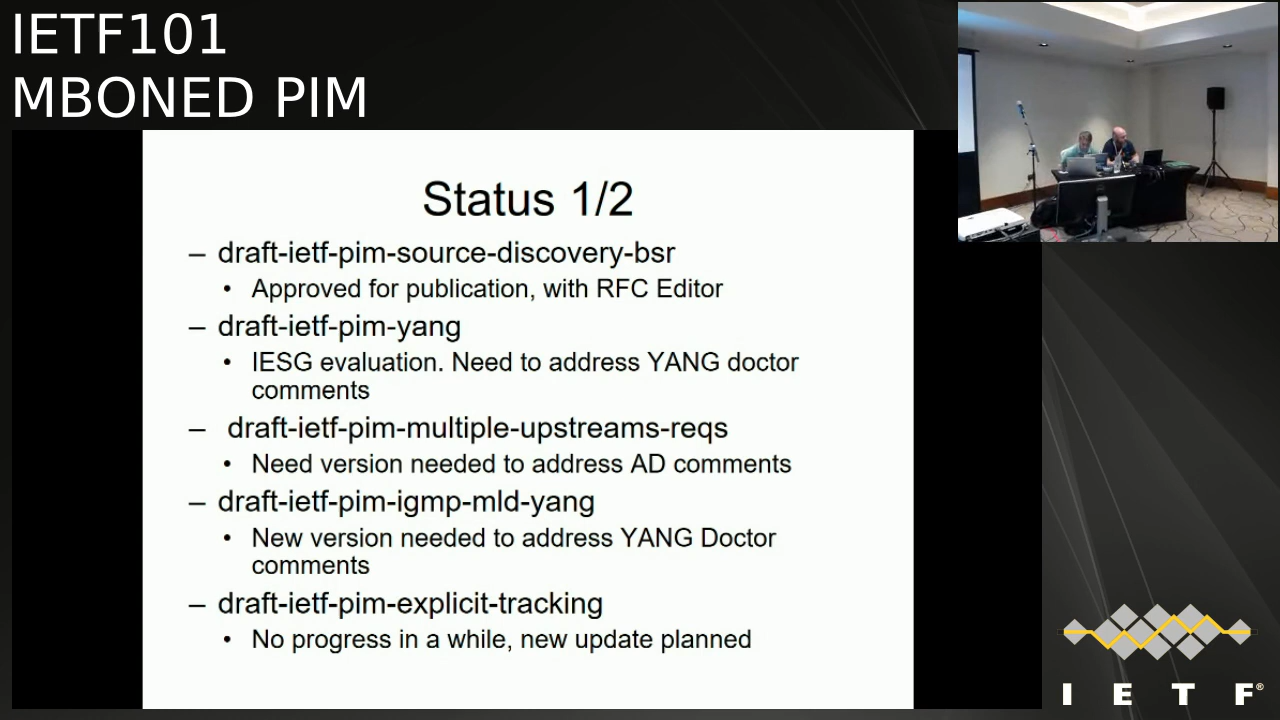 IETF101
MBONED PIM
Status 1/2
– draft-ietf-pim-source-discovery-bsr
• Approved for publication, with RFC Editor
– draft-ietf-pim-yang
• IESG evaluation. Need to address YANG doctor
comments
– draft-ietf-pim-multiple-upstreams-reqs
• Need version needed to address AD comments
– draft-ietf-pim-igmp-mld-yang
• New version needed to address YANG Doctor
comments
– draft-ietf-pim-explicit-tracking
• No progress in a while, new update planned
I E T F®